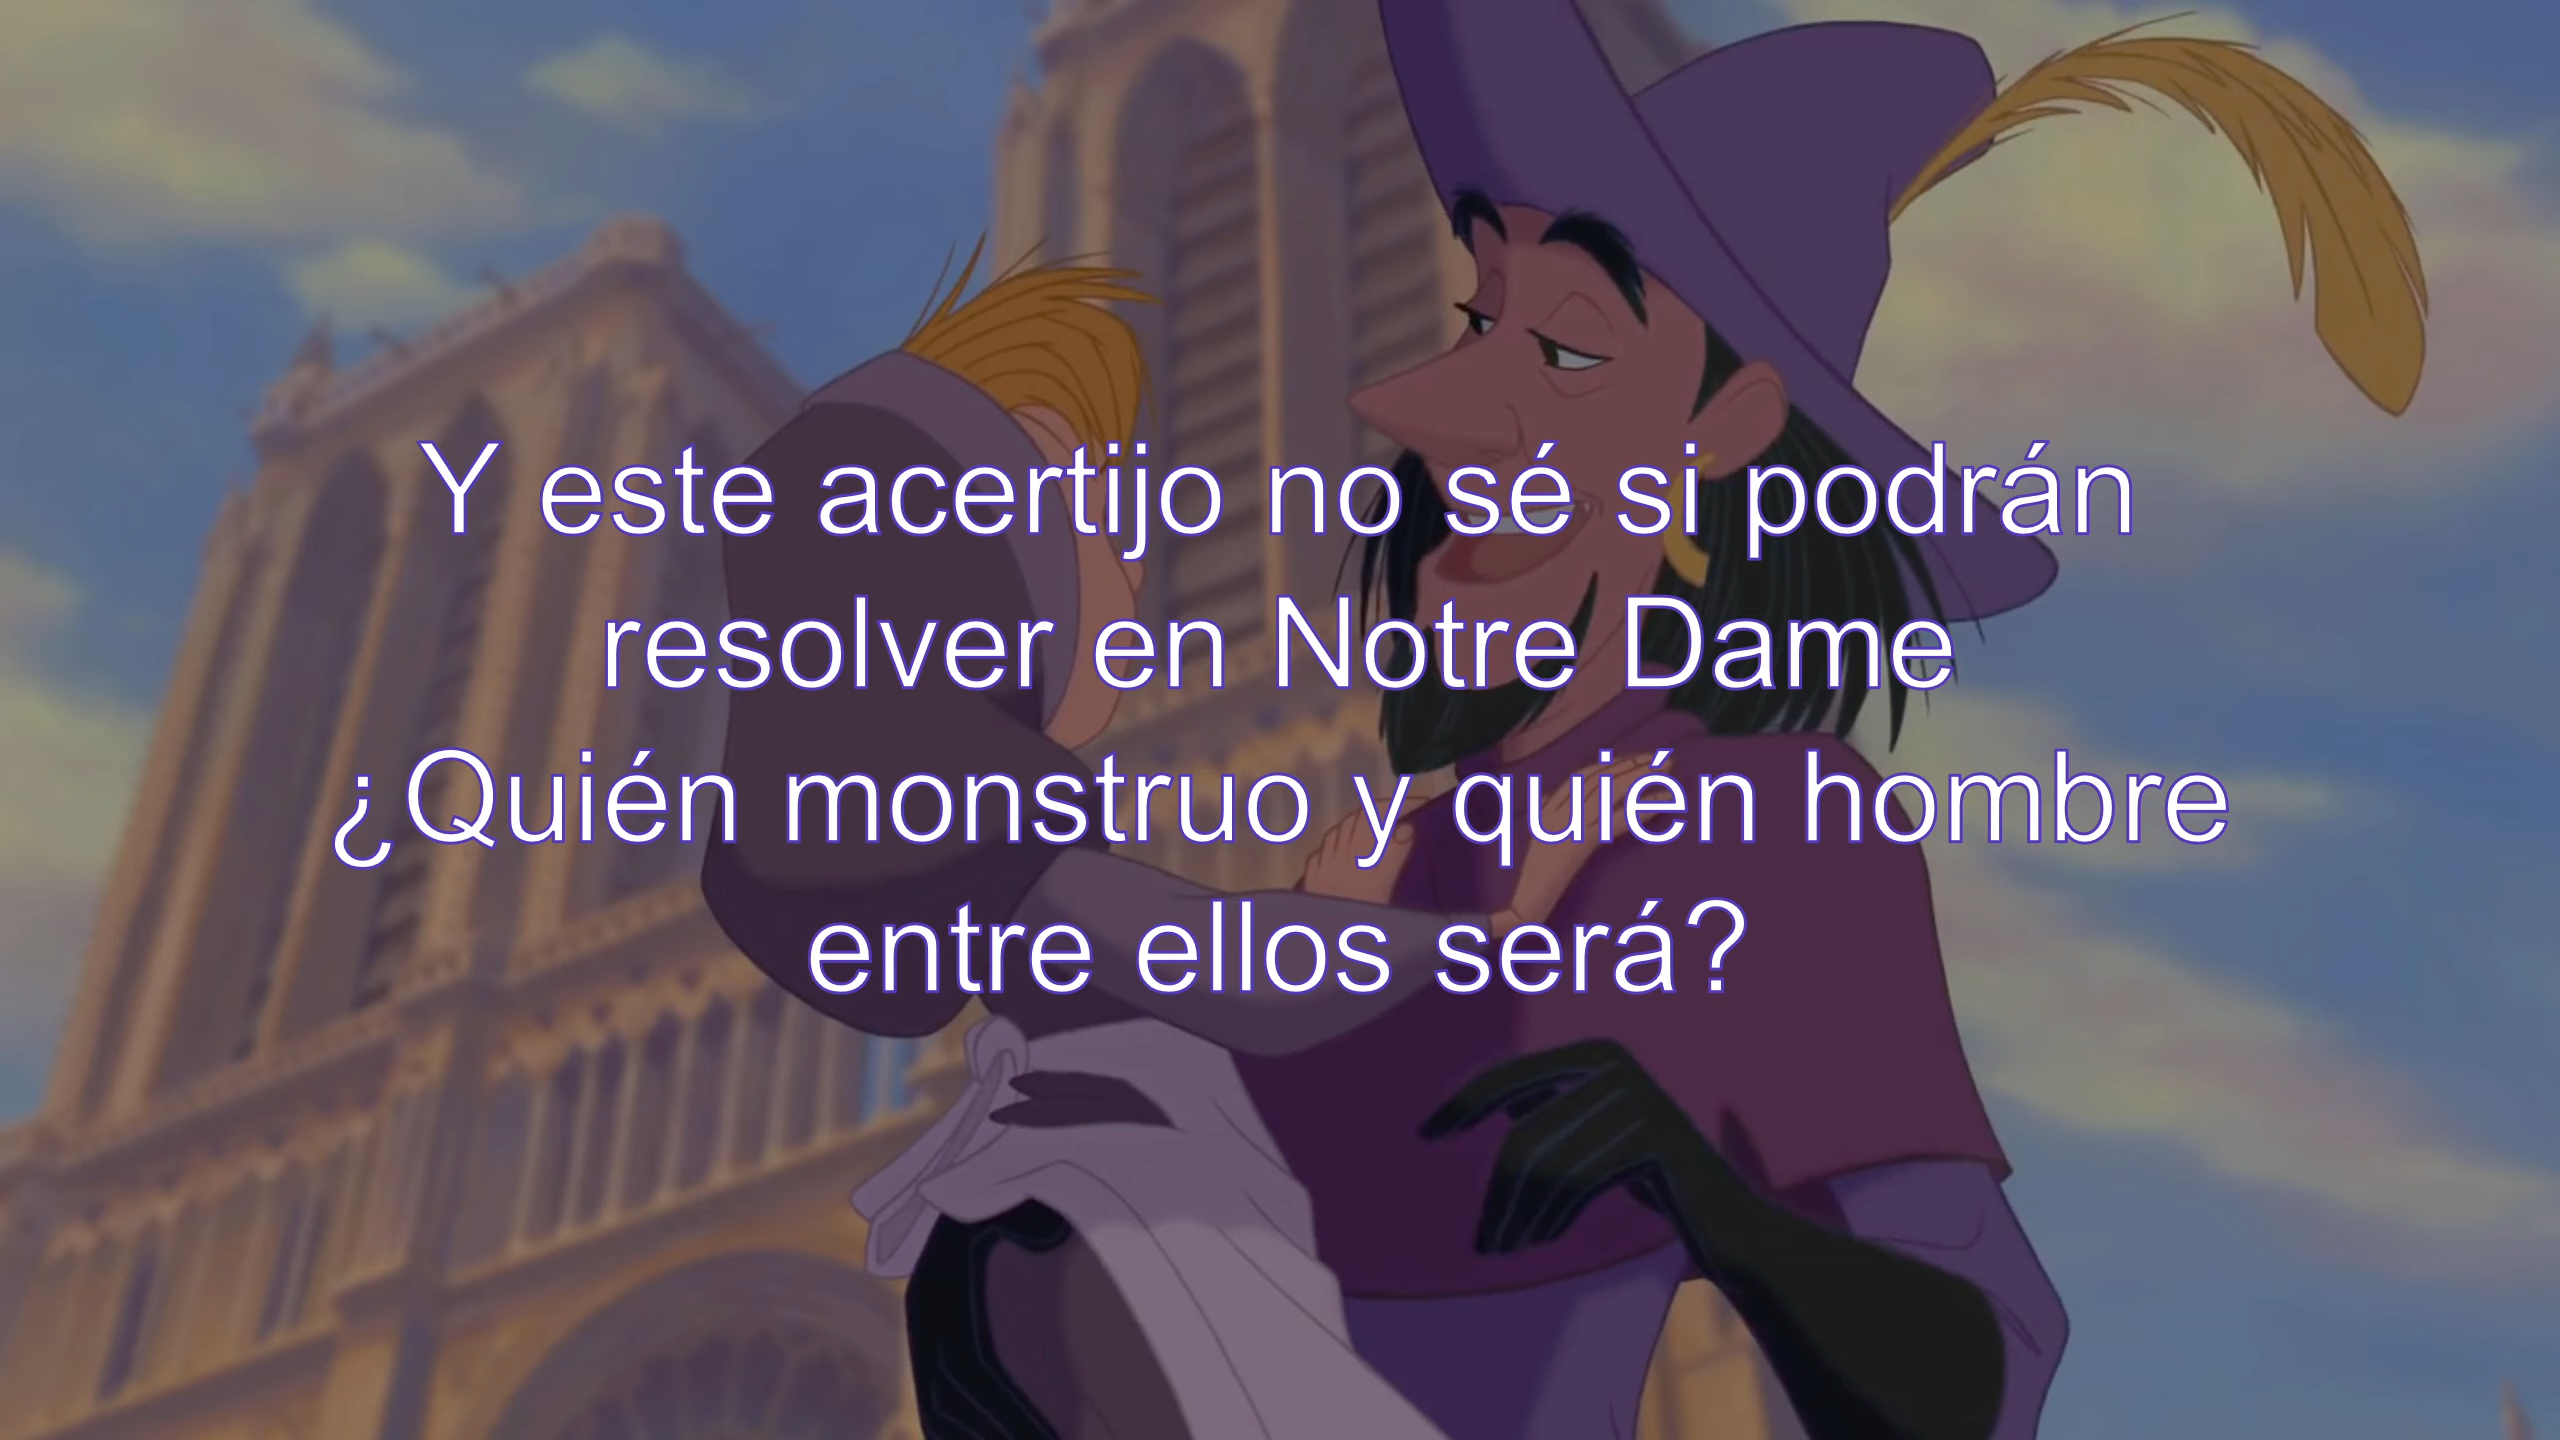 Y este acertijo no sé si podrán
resolver en Notre Dame
¿Quién monstruo y quién hombre
entre ellos será?